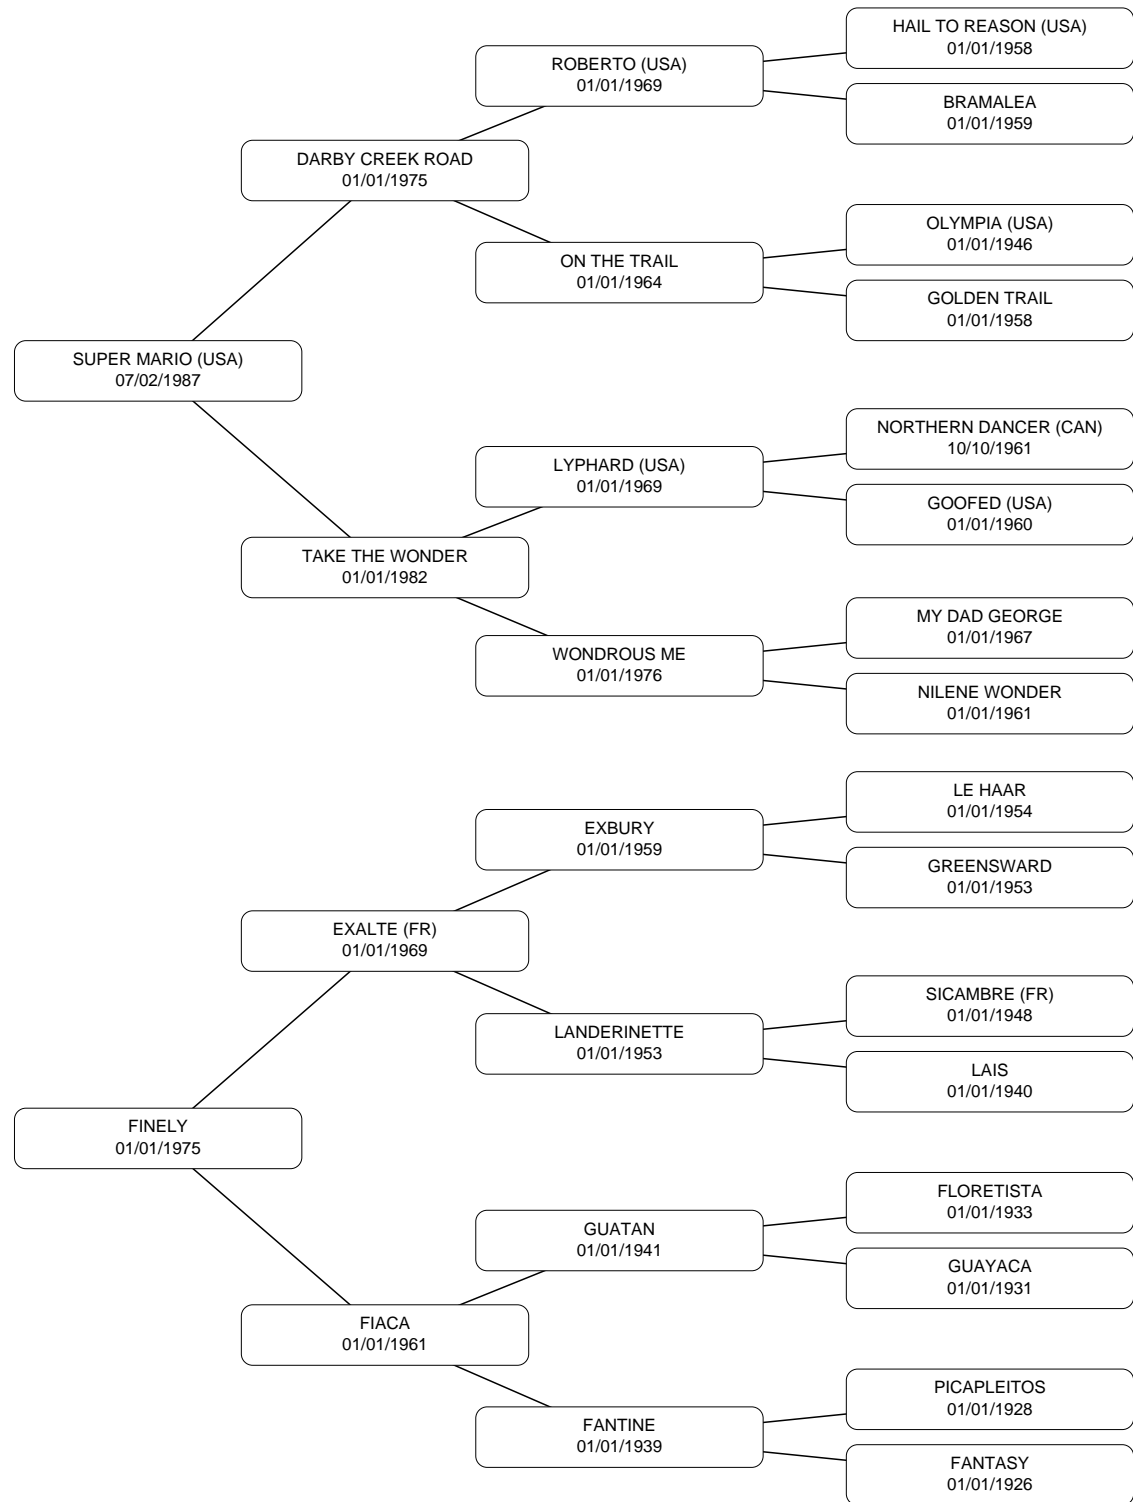 HAIL TO REASON (USA)
01/01/1958
ROBERTO (USA)
01/01/1969
BRAMALEA
01/01/1959
DARBY CREEK ROAD
01/01/1975
OLYMPIA (USA)
01/01/1946
ON THE TRAIL
01/01/1964
GOLDEN TRAIL
01/01/1958
SUPER MARIO (USA)
07/02/1987
NORTHERN DANCER (CAN)
10/10/1961
LYPHARD (USA)
01/01/1969
GOOFED (USA)
01/01/1960
TAKE THE WONDER
01/01/1982
MY DAD GEORGE
01/01/1967
WONDROUS ME
01/01/1976
NILENE WONDER
01/01/1961
LE HAAR
01/01/1954
EXBURY
01/01/1959
GREENSWARD
01/01/1953
EXALTE (FR)
01/01/1969
SICAMBRE (FR)
01/01/1948
LANDERINETTE
01/01/1953
LAIS
01/01/1940
FINELY
01/01/1975
FLORETISTA
01/01/1933
GUATAN
01/01/1941
GUAYACA
01/01/1931
FIACA
01/01/1961
PICAPLEITOS
01/01/1928
FANTINE
01/01/1939
FANTASY
01/01/1926